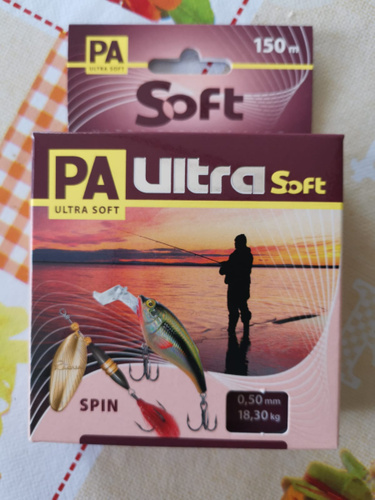 PA
ULTRA SOFT
150 m
Soft
PA
ULTRA SOFT
Ultra Soft
SPIN
0,50 mm
18,30 kg